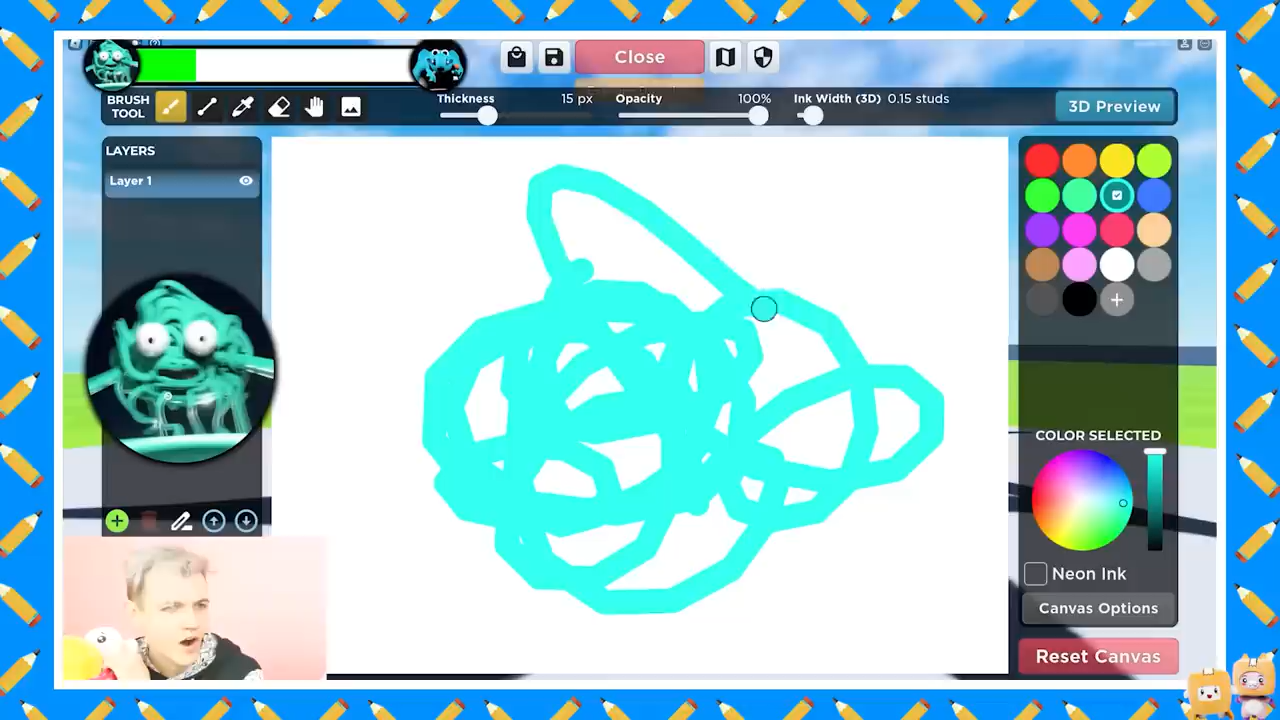 Close
BRUSH
TOOL
Thickness
15 px
Opacity
100%
Ink Width (3D)
0.15 studs
3D Preview
LAYERS
Layer 1
COLOR SELECTED
Neon Ink
Canvas Options
Reset Canvas